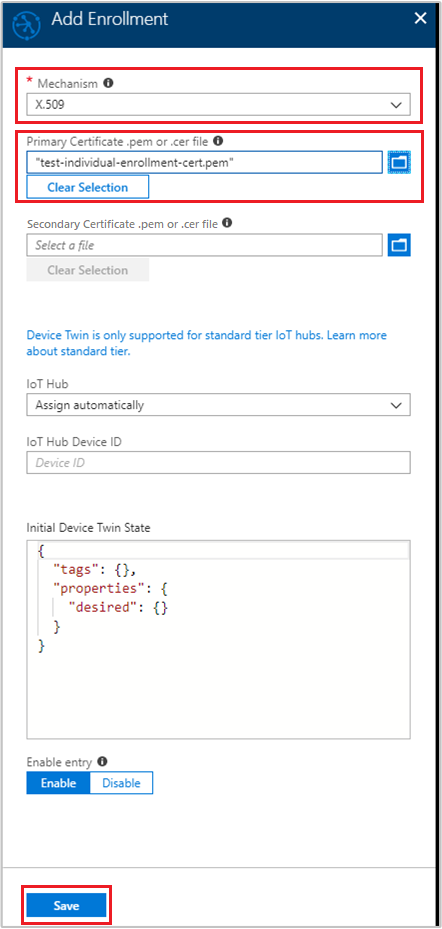 Add Enrollment
* Mechanism
X.509
Primary Certificate .pem or .cer file
"test-individual-enrollment-cert.pem"
Clear Selection
Secondary Certificate .pem or .cer file
Select a file
Clear Selection
Device Twin is only supported for standard tier IoT hubs. Learn more
about standard tier.
IoT Hub
Assign automatically
IoT Hub Device ID
Device ID
Initial Device Twin State
{
"tags": {},
"properties": {
"desired": {}
}
}
Enable entry
Enable Disable
Save